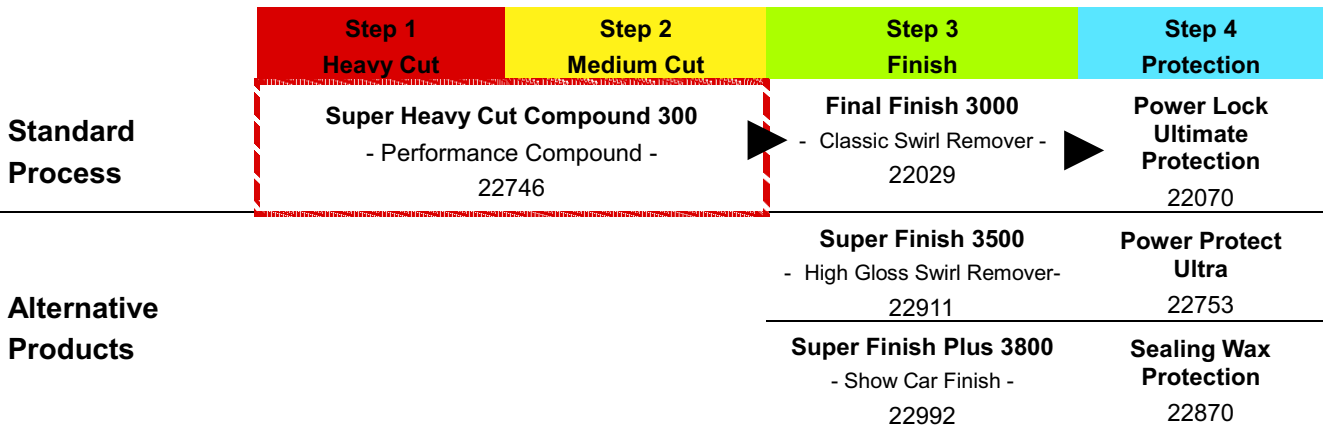 Step 1
Heavy Cut
Step 2
Medium Cut
Step 3
Finish
Step 4
Protection
Standard
Process
Super Heavy Cut Compound 300
- Performance Compound -
22746
Final Finish 3000
- Classic Swirl Remover -
22029
Power Lock
Ultimate
Protection
22070
Alternative
Products
Super Finish 3500
- High Gloss Swirl Remover-
22911
Power Protect
Ultra
22753
Super Finish Plus 3800
- Show Car Finish -
22992
Sealing Wax
Protection
22870